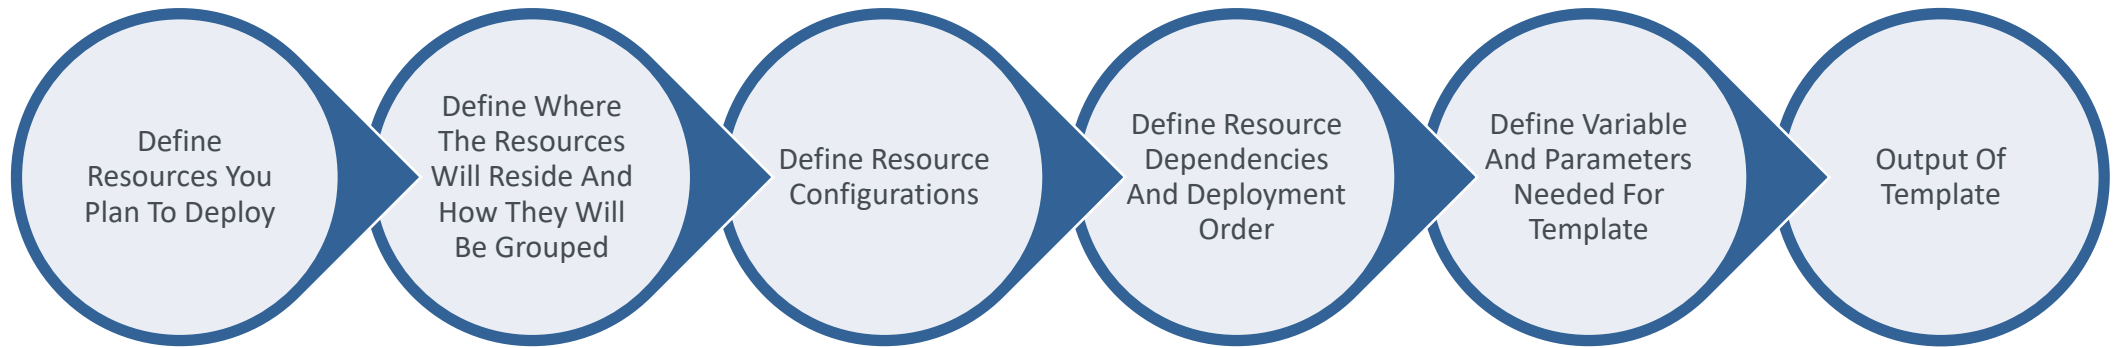 Define
Resources You
Plan To Deploy
Define Where
The Resources
Will Reside And
How They Will
Be Grouped
Define Resource
Configurations
Define Resource
Dependencies
And Deployment
Order
Define Variable
And Parameters
Needed For
Template
Output Of
Template